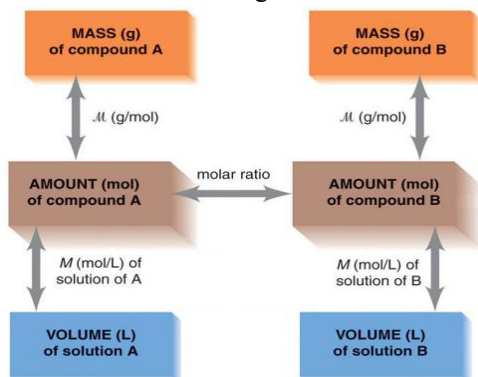 MASS (g)
of compound A
MASS (g)
of compound B
ℳ (g/mol)
ℳ (g/mol)
molar ratio
AMOUNT (mol)
of compound A
AMOUNT (mol)
of compound B
M (mol/L) of
solution of A
M (mol/L) of
solution of B
VOLUME (L)
of solution A
VOLUME (L)
of solution B